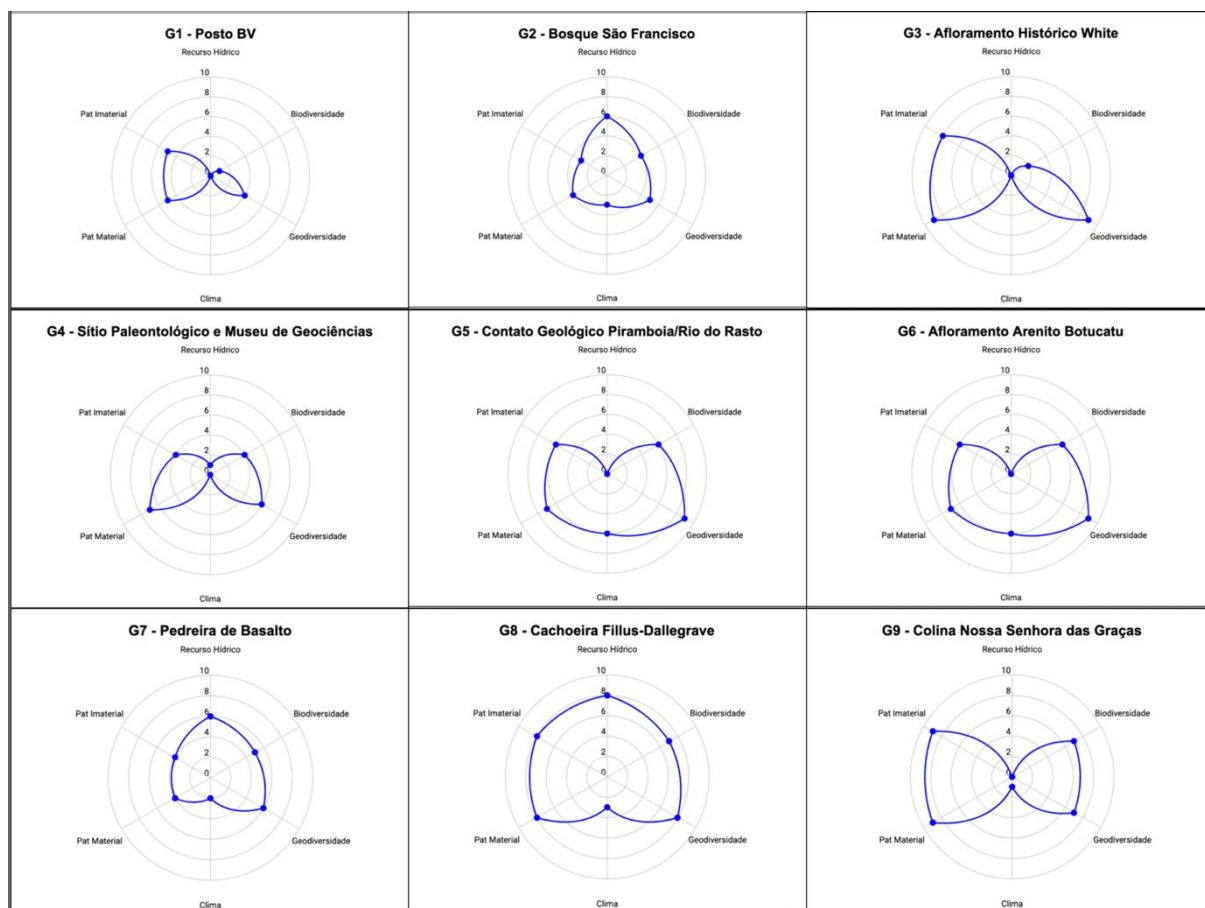 G1 - Posto BV
Recurso Hídrico
10
8
6
4
2
0
Pat Imaterial
Biodiversidade
Pat Material
Geodiversidade
Clima
G2 - Bosque São Francisco
Recurso Hídrico
10
8
6
4
2
0
Pat Imaterial
Biodiversidade
Pat Material
Geodiversidade
Clima
G3 - Afloramento Histórico White
Recurso Hídrico
10
8
6
4
2
0
Pat Imaterial
Biodiversidade
Pat Material
Geodiversidade
Clima
G4 - Sítio Paleontológico e Museu de Geociências
Recurso Hídrico
10
8
6
4
2
0
Pat Imaterial
Biodiversidade
Pat Material
Geodiversidade
Clima
G5 - Contato Geológico Piramboia/Rio do Rasto
Recurso Hídrico
10
8
6
4
2
0
Pat Imaterial
Biodiversidade
Pat Material
Geodiversidade
Clima
G6 - Afloramento Arenito Botucatu
Recurso Hídrico
10
8
6
4
2
0
Pat Imaterial
Biodiversidade
Pat Material
Geodiversidade
Clima
G7 - Pedreira de Basalto
Recurso Hídrico
10
8
6
4
2
0
Pat Imaterial
Biodiversidade
Pat Material
Geodiversidade
Clima
G8 - Cachoeira Fillus-Dallegrave
Recurso Hídrico
10
8
6
4
2
0
Pat Imaterial
Biodiversidade
Pat Material
Geodiversidade
Clima
G9 - Colina Nossa Senhora das Graças
Recurso Hídrico
10
8
6
4
2
0
Pat Imaterial
Biodiversidade
Pat Material
Geodiversidade
Clima